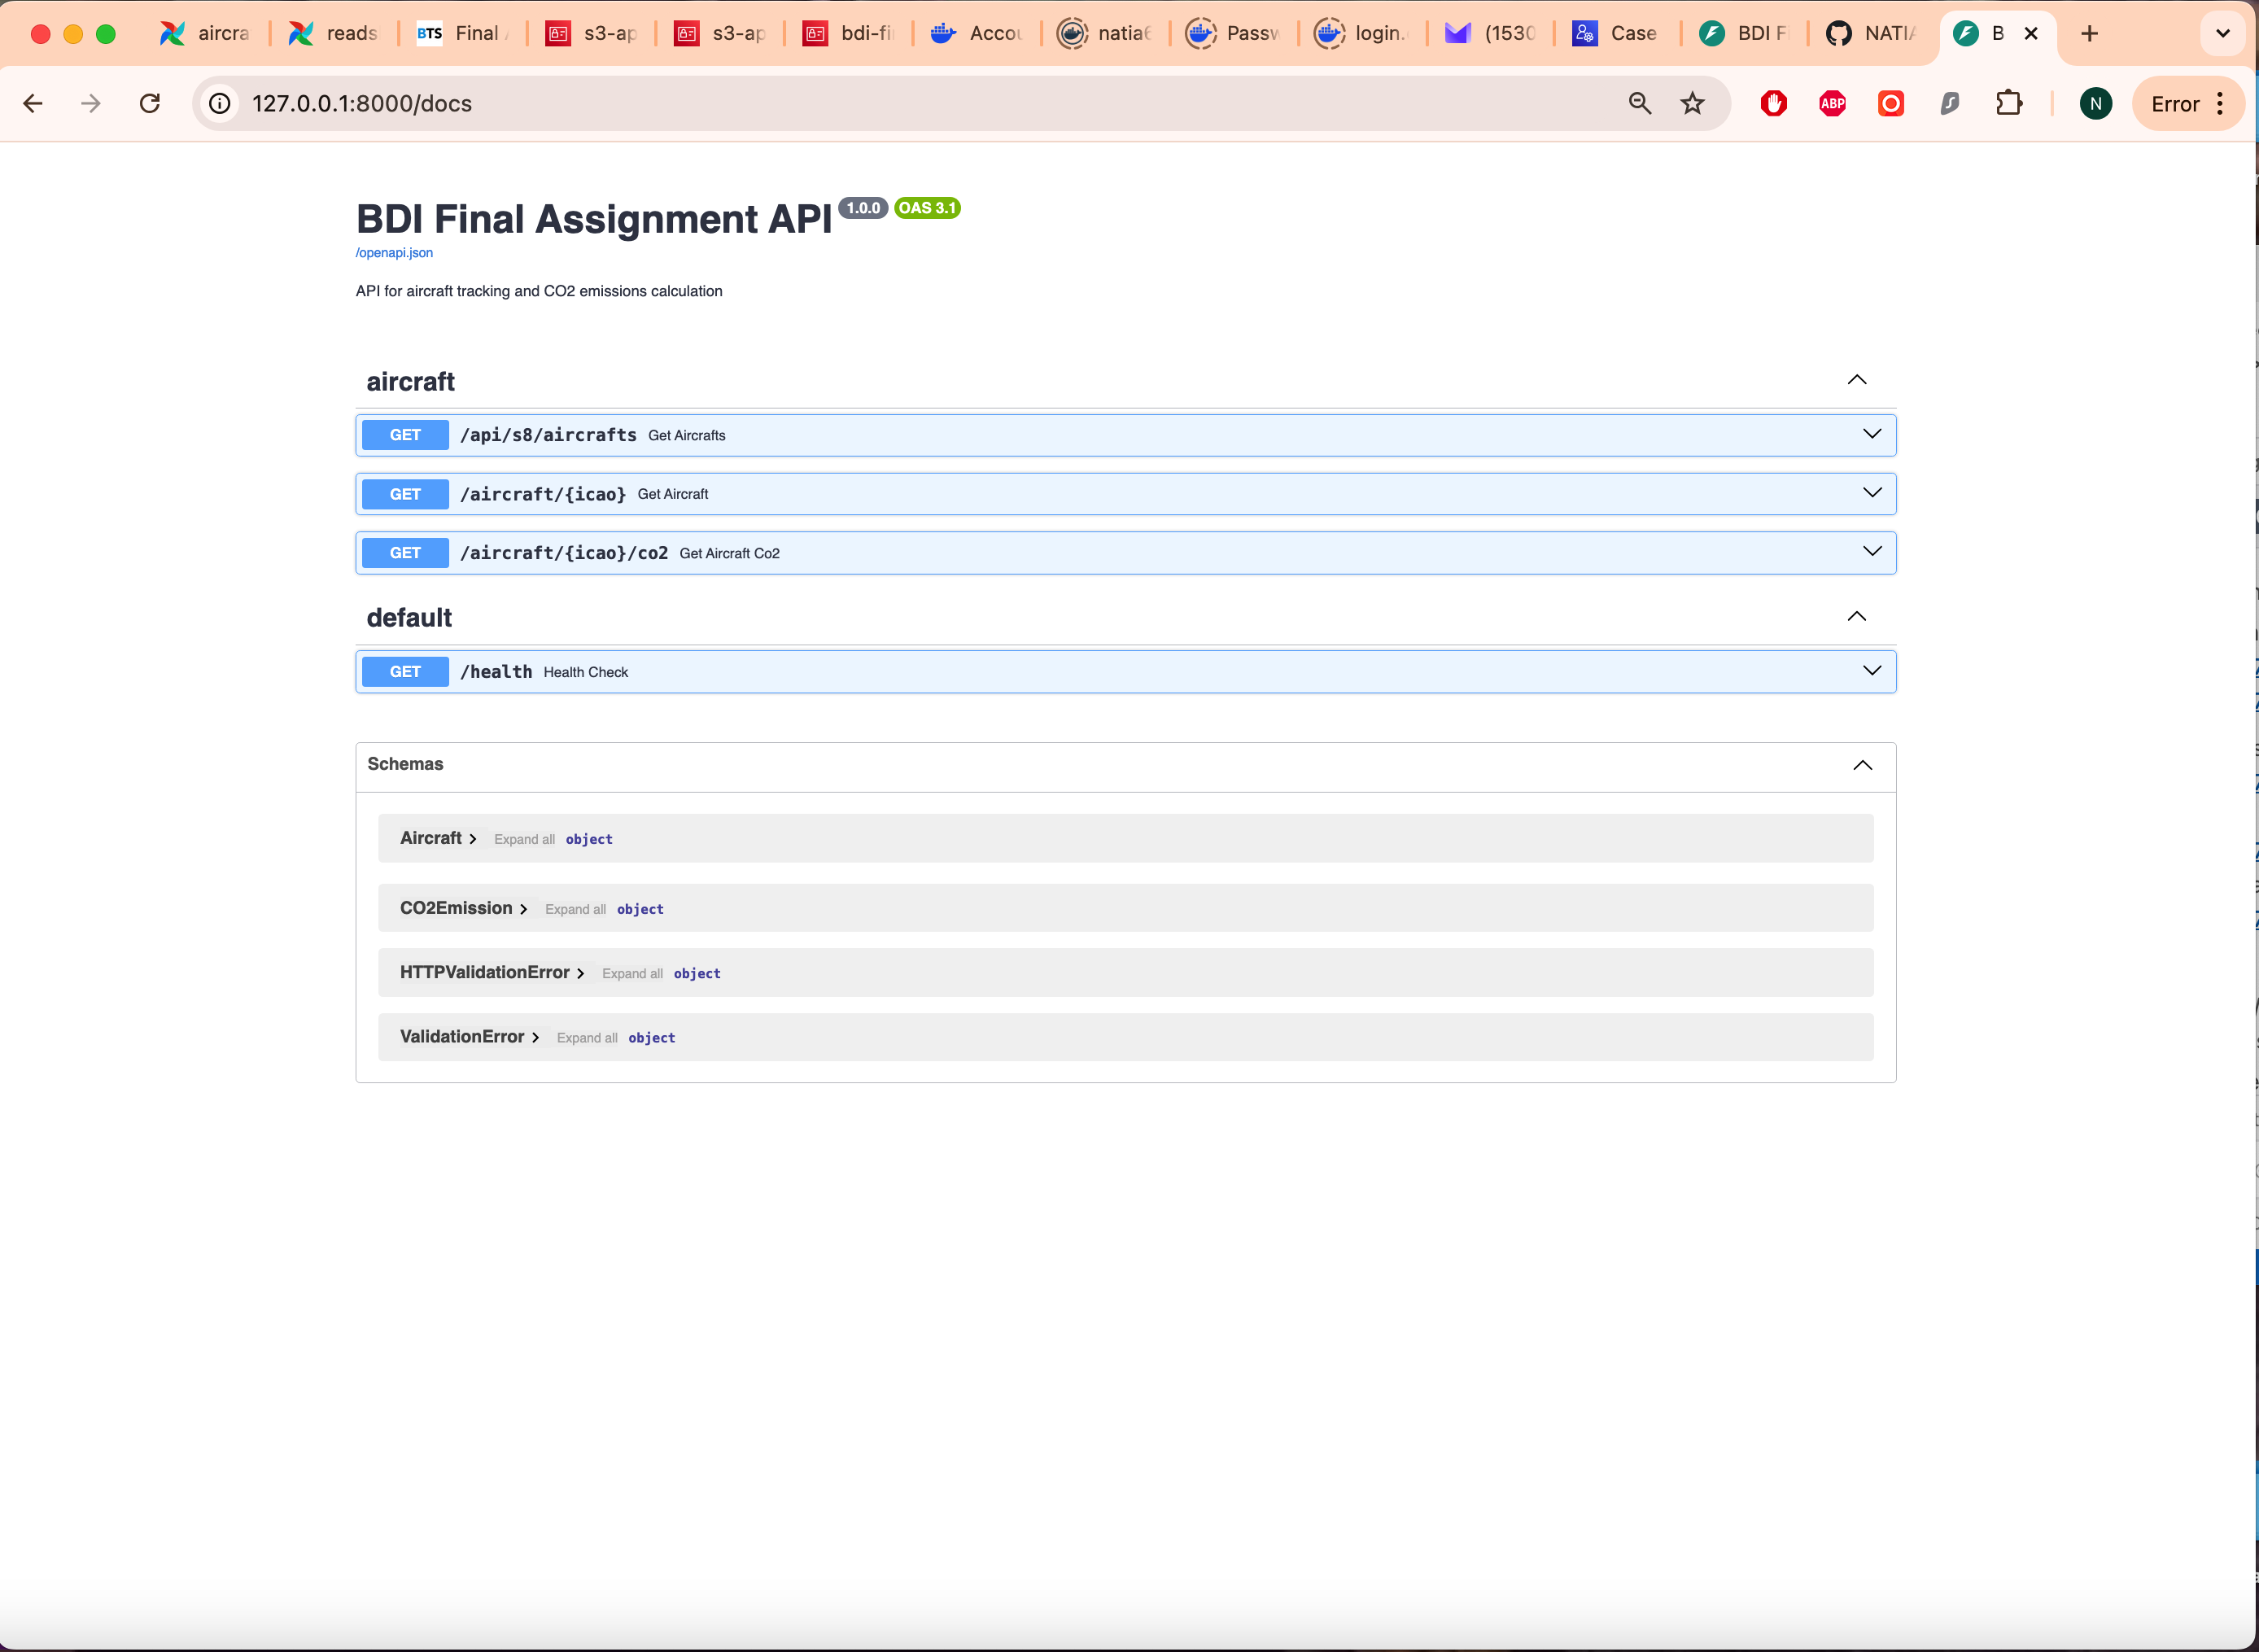 aircra
reads
BTS Final
s3-ap
s3-ap
bdi-fi
Accou
natia6
Passw
login.
(1530
Case
BDI F
NATIA
B
127.0.0.1:8000/docs
ABP
N
Error
BDI Final Assignment API 1.0.0 OAS 3.1
/openapi.json
API for aircraft tracking and CO2 emissions calculation
aircraft
GET /api/s8/aircrafts Get Aircrafts
GET /aircraft/{icao} Get Aircraft
GET /aircraft/{icao}/co2 Get Aircraft Co2
default
GET /health Health Check
Schemas
Aircraft Expand all object
CO2Emission Expand all object
HTTPValidationError Expand all object
ValidationError Expand all object